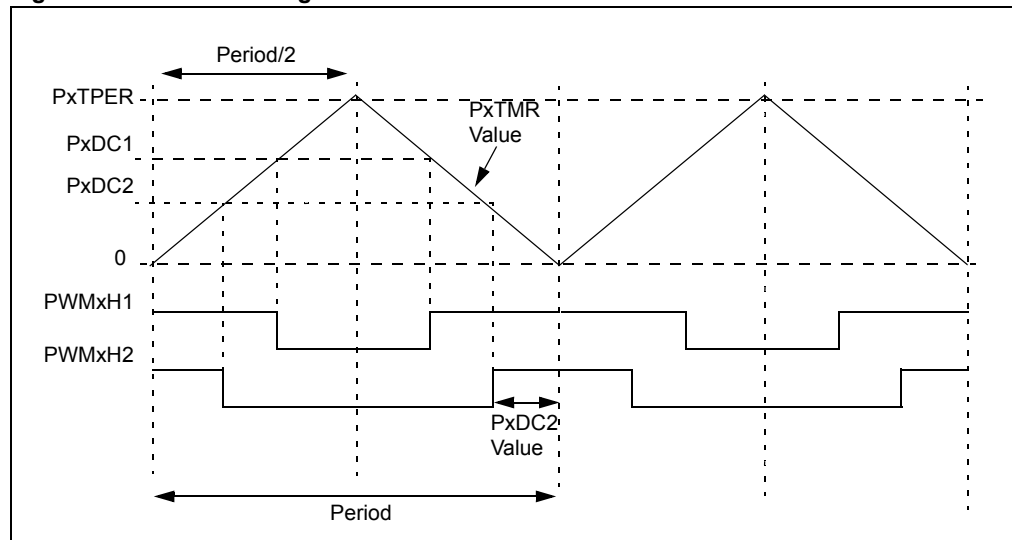 Period/2
PxTPER
PxTMR
Value
PxDC1
PxDC2
0
PWMxH1
PWMxH2
PxDC2
Value
Period